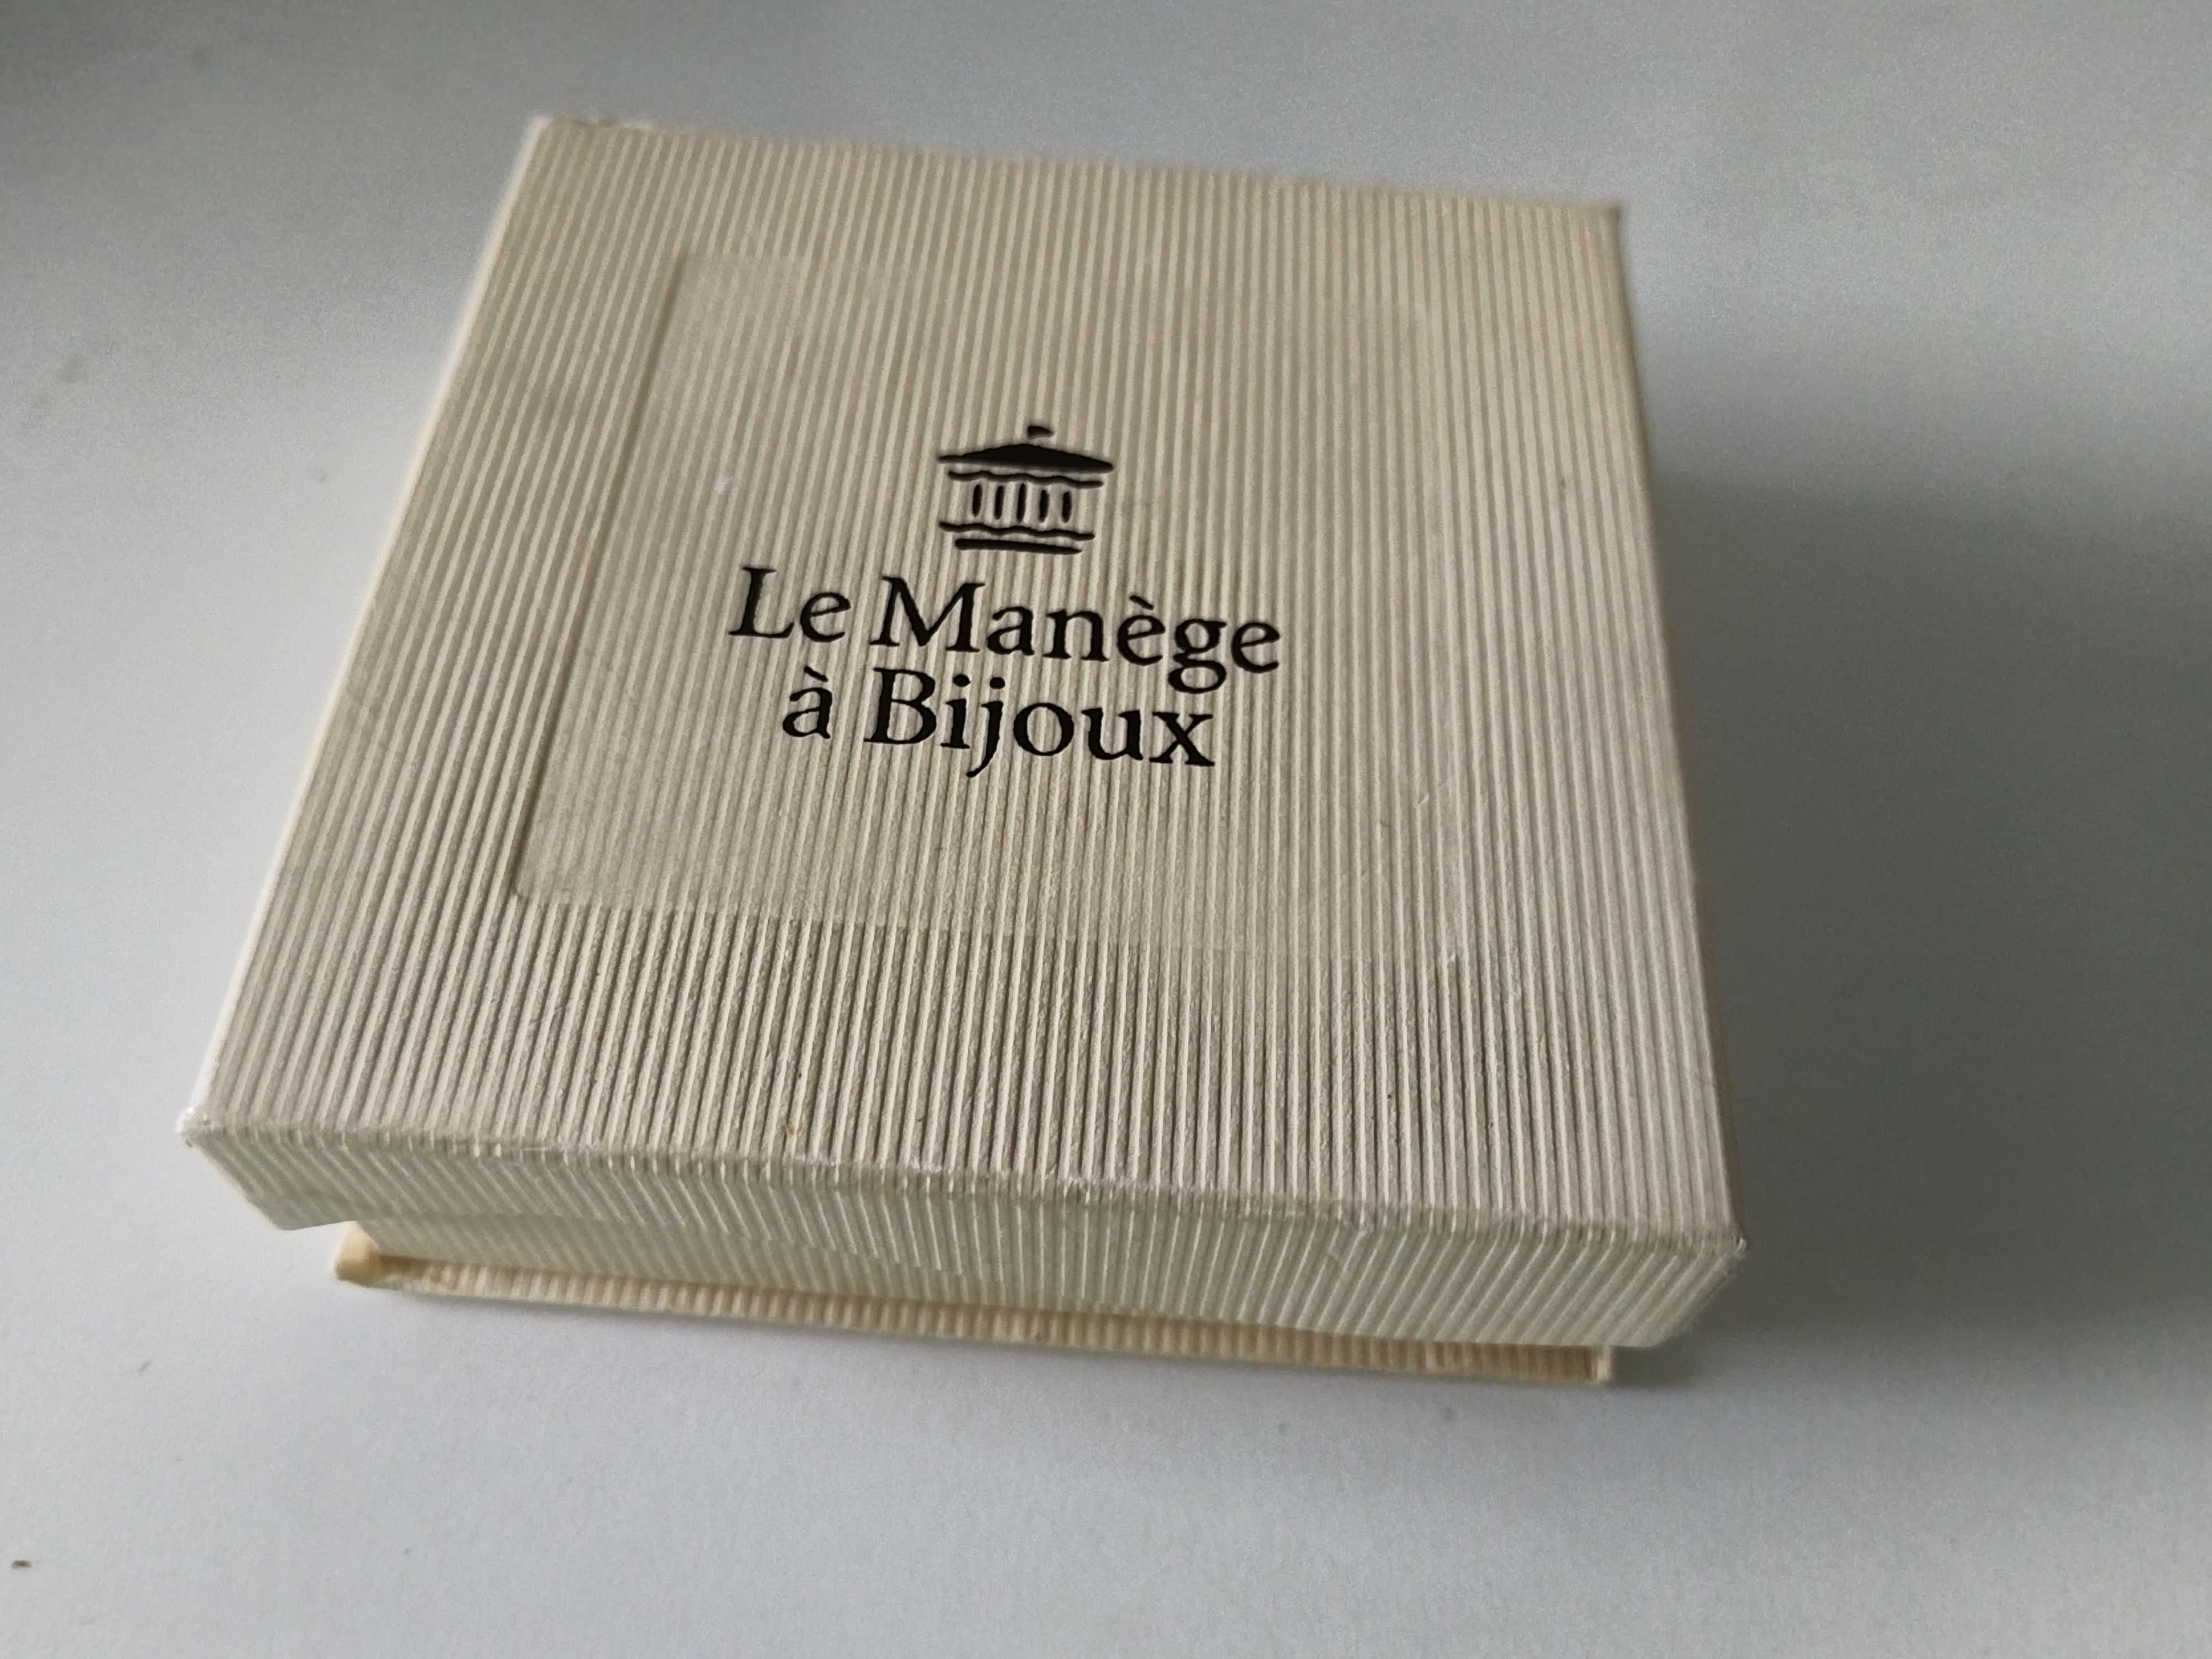 Le Manège
à Bijoux